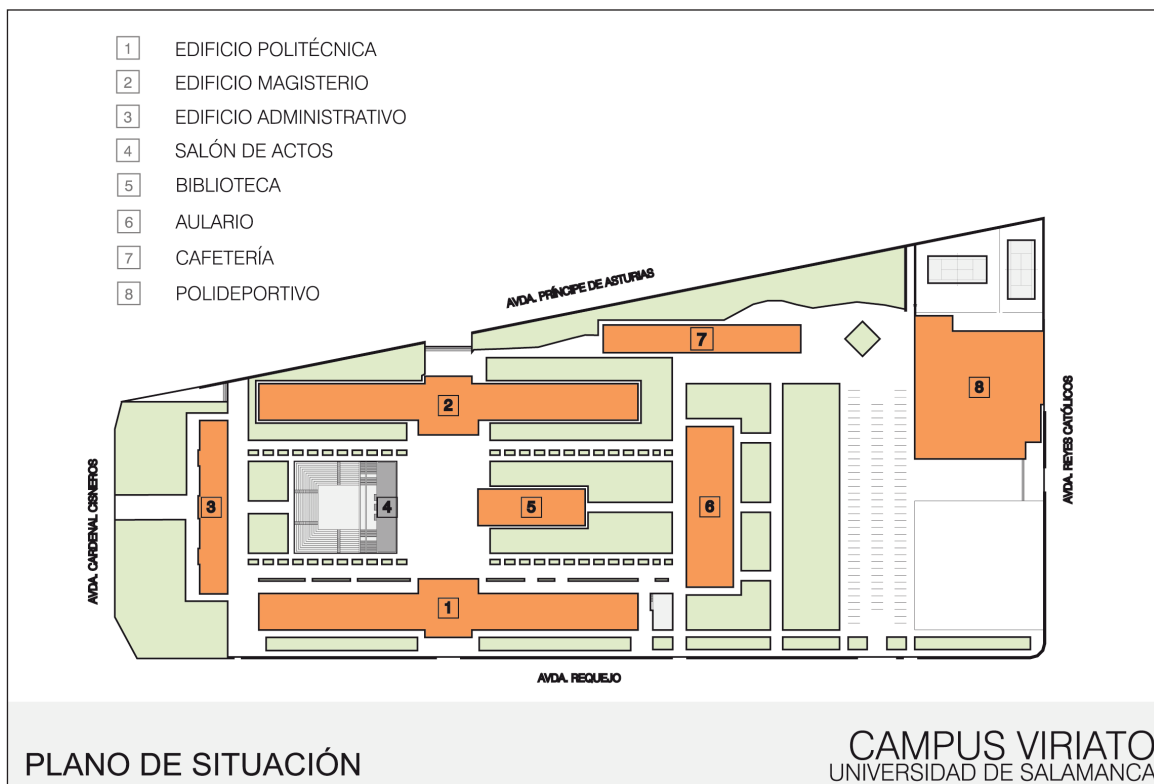 1 EDIFICIO POLITÉCNICA
2 EDIFICIO MAGISTERIO
3 EDIFICIO ADMINISTRATIVO
4 SALÓN DE ACTOS
5 BIBLIOTECA
6 AULARIO
7 CAFETERÍA
8 POLIDEPORTIVO
AVDA. PRÍNCIPE DE ASTURIAS
7
8
2
AVDA. REYES CATÓLICOS
AVDA. CARDENAL CISNEROS
3
4
5
6
1
AVDA. REQUEJO
PLANO DE SITUACIÓN
CAMPUS VIRIATO
UNIVERSIDAD DE SALAMANCA